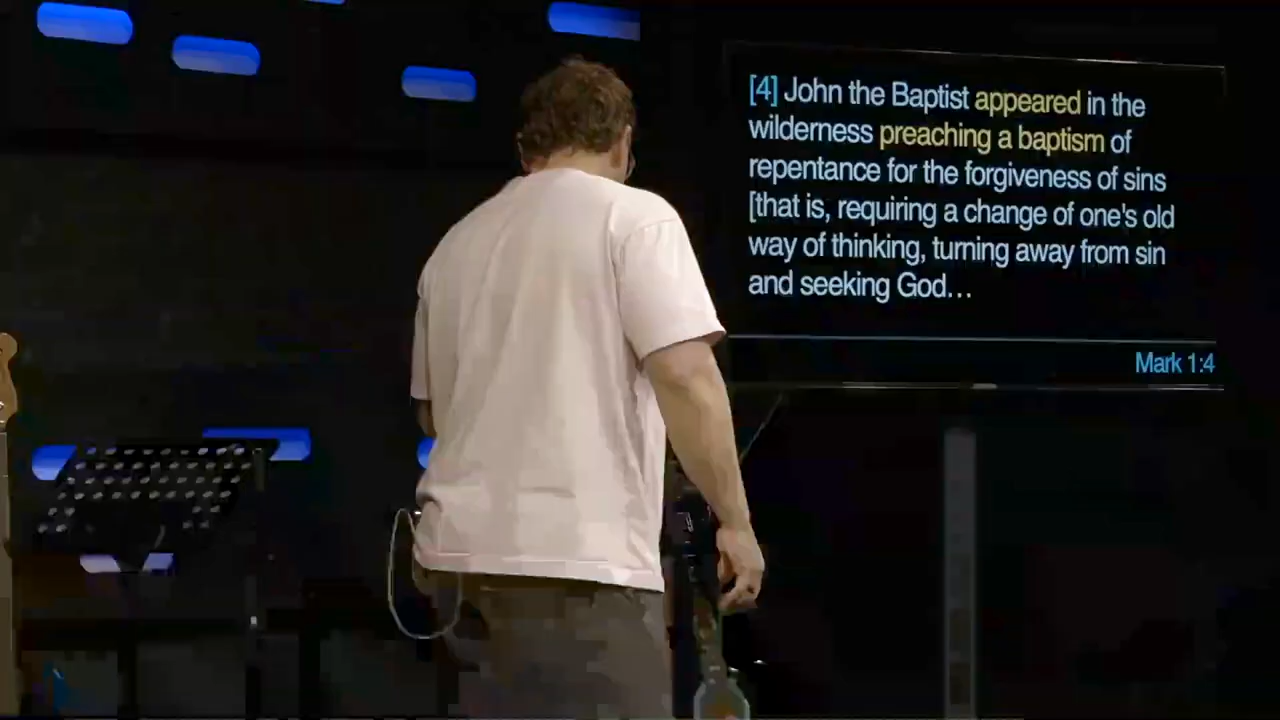 [4] John the Baptist appeared in the
wilderness preaching a baptism of
repentance for the forgiveness of sins
[that is, requiring a change of one's old
way of thinking, turning away from sin
and seeking God…
Mark 1:4